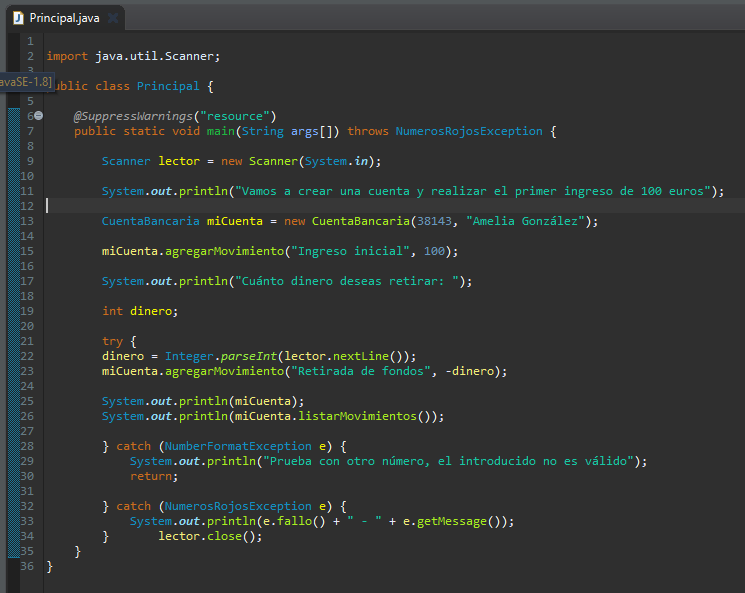 Principal.java
1
2 import java.util.Scanner;
3
avaSE-1.8] ublic class Principal {
5
6 @SuppressWarnings("resource")
7 public static void main(String args[]) throws NumerosRojosException {
8
9 Scanner lector = new Scanner(System.in);
10
11 System.out.println("Vamos a crear una cuenta y realizar el primer ingreso de 100 euros");
12
13 CuentaBancaria miCuenta = new CuentaBancaria(38143, "Amelia González");
14
15 miCuenta.agregarMovimiento("Ingreso inicial", 100);
16
17 System.out.println("Cuánto dinero deseas retirar: ");
18
19 int dinero;
20
21 try {
22 dinero = Integer.parseInt(lector.nextLine());
23 miCuenta.agregarMovimiento("Retirada de fondos", -dinero);
24
25 System.out.println(miCuenta);
26 System.out.println(miCuenta.listarMovimientos());
27
28 } catch (NumberFormatException e) {
29 System.out.println("Prueba con otro número, el introducido no es válido");
30 return;
31
32 } catch (NumerosRojosException e) {
33 System.out.println(e.fallo() + " - " + e.getMessage());
34 } lector.close();
35 }
36 }